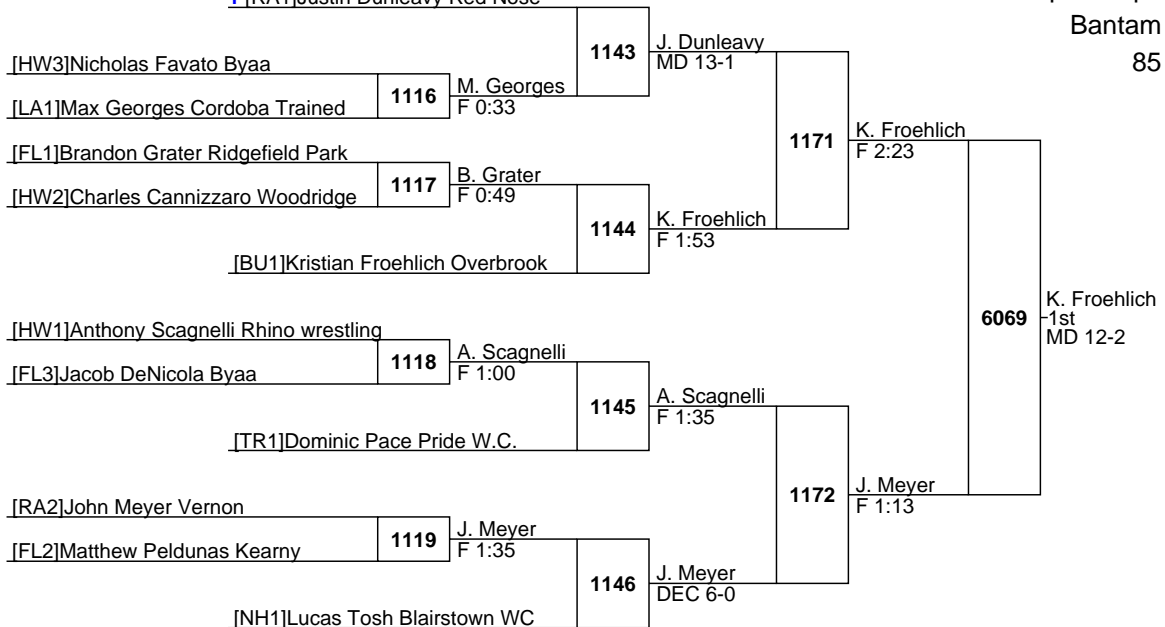 [RA1]Justin Dunleavy Red Nose
Bantam
85
1143
J. Dunleavy
MD 13-1
[HW3]Nicholas Favato Byaa
1116
M. Georges
F 0:33
[LA1]Max Georges Cordoba Trained
1171
K. Froehlich
F 2:23
[FL1]Brandon Grater Ridgefield Park
1117
B. Grater
F 0:49
[HW2]Charles Cannizzaro Woodridge
1144
K. Froehlich
F 1:53
[BU1]Kristian Froehlich Overbrook
6069
K. Froehlich
1st
MD 12-2
[HW1]Anthony Scagnelli Rhino wrestling
1118
A. Scagnelli
F 1:00
[FL3]Jacob DeNicola Byaa
1145
A. Scagnelli
F 1:35
[TR1]Dominic Pace Pride W.C.
1172
J. Meyer
F 1:13
[RA2]John Meyer Vernon
1119
J. Meyer
F 1:35
[FL2]Matthew Peldunas Kearny
1146
J. Meyer
DEC 6-0
[NH1]Lucas Tosh Blairstown WC